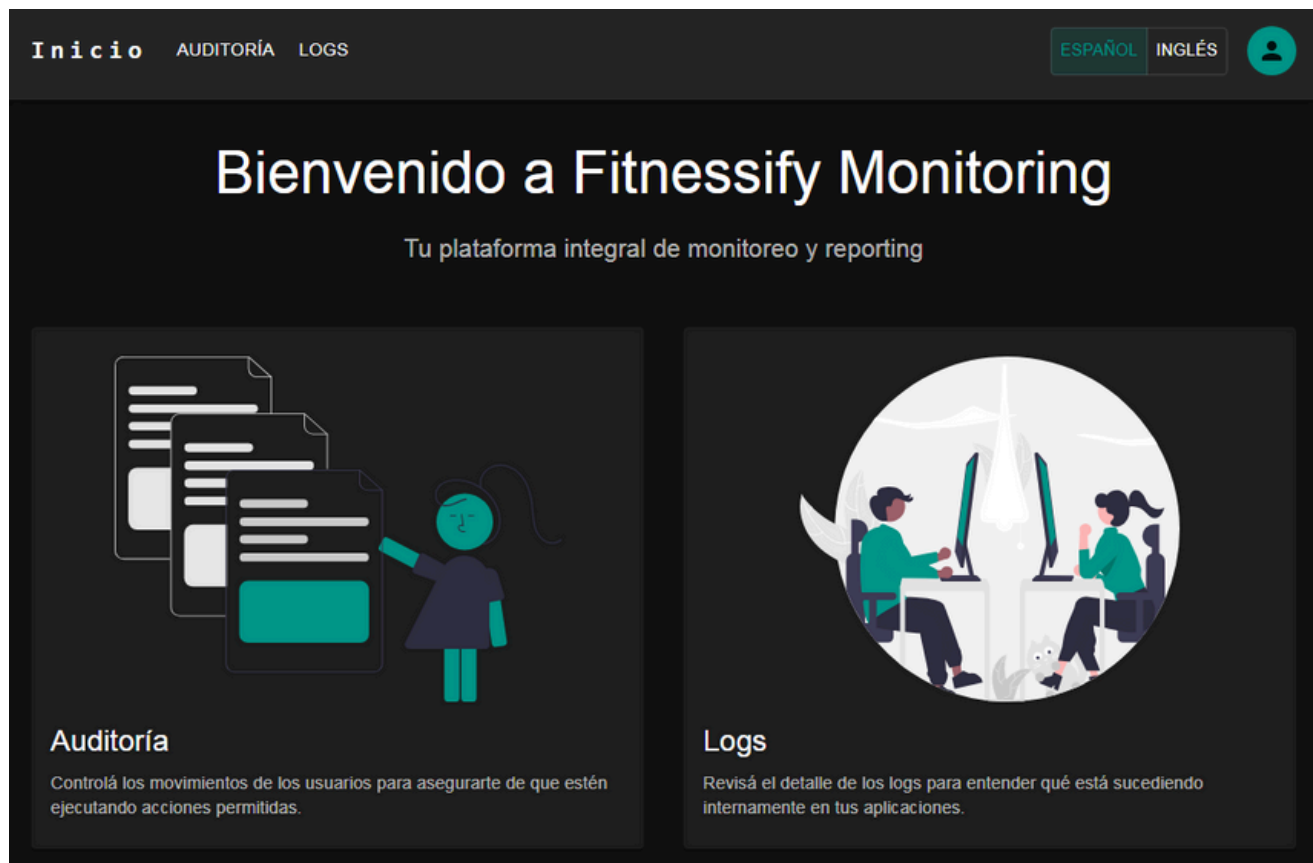 Inicio AUDITORÍA LOGS ESPAÑOL INGLÉS
Bienvenido a Fitnessify Monitoring
Tu plataforma integral de monitoreo y reporting
Auditoría
Controlá los movimientos de los usuarios para asegurarte de que estén
ejecutando acciones permitidas.
Logs
Revisá el detalle de los logs para entender qué está sucediendo
internamente en tus aplicaciones.